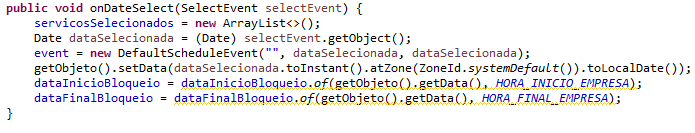 public void onDateSelect(SelectEvent selectEvent) {
servicosSelecionados = new ArrayList<>();
Date dataSelecionada = (Date) selectEvent.getObject();
event = new DefaultScheduleEvent("", dataSelecionada, dataSelecionada);
getObjeto().setData(dataSelecionada.toInstant().atZone(ZoneId.systemDefault()).toLocalDate());
dataInicioBloqueio = dataInicioBloqueio.of(getObjeto().getData(), HORA_INICIO_EMPRESA);
dataFinalBloqueio = dataFinalBloqueio.of(getObjeto().getData(), HORA_FINAL_EMPRESA);
}